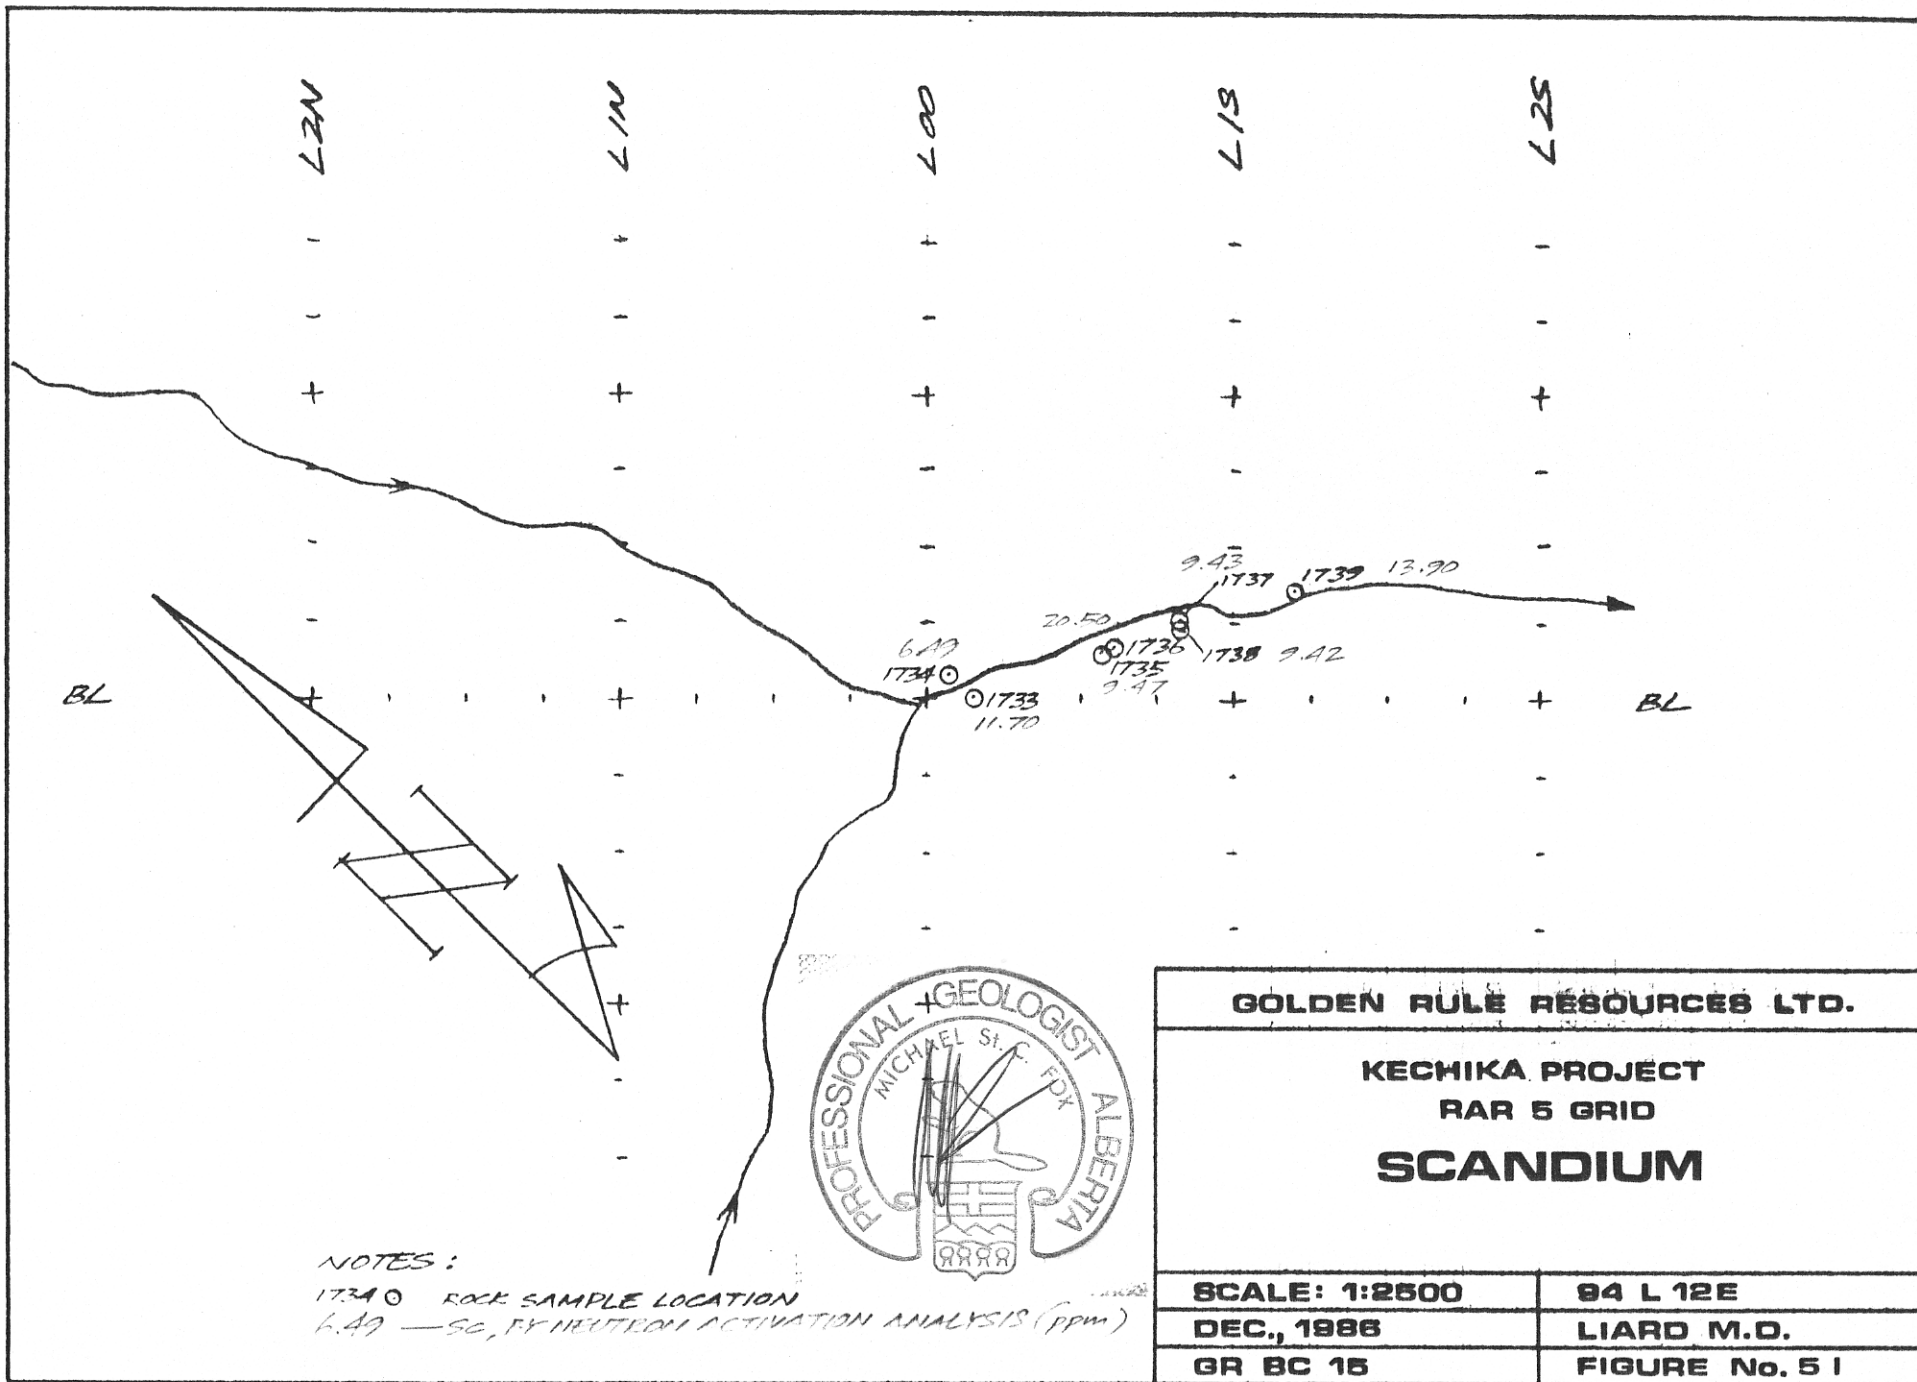 L2N
L1N
L00
L1S
L2S
9.43
1737
1739 13.90
20.50
6.49
1736
1738 9.42
1734
1735
9.47
BL
1733
BL
11.70
PROFESSIONAL GEOLOGIST ALBERTA
MICHAEL St. C. FOX
GOLDEN RULE RESOURCES LTD.
KECHIKA PROJECT
RAR 5 GRID
SCANDIUM
NOTES :
1734 ROCK SAMPLE LOCATION
6.49 — SC, BY NEUTRON ACTIVATION ANALYSIS (ppm)
SCALE: 1:2500
94 L 12E
DEC., 1986
LIARD M.D.
GR BC 15
FIGURE No. 5 I